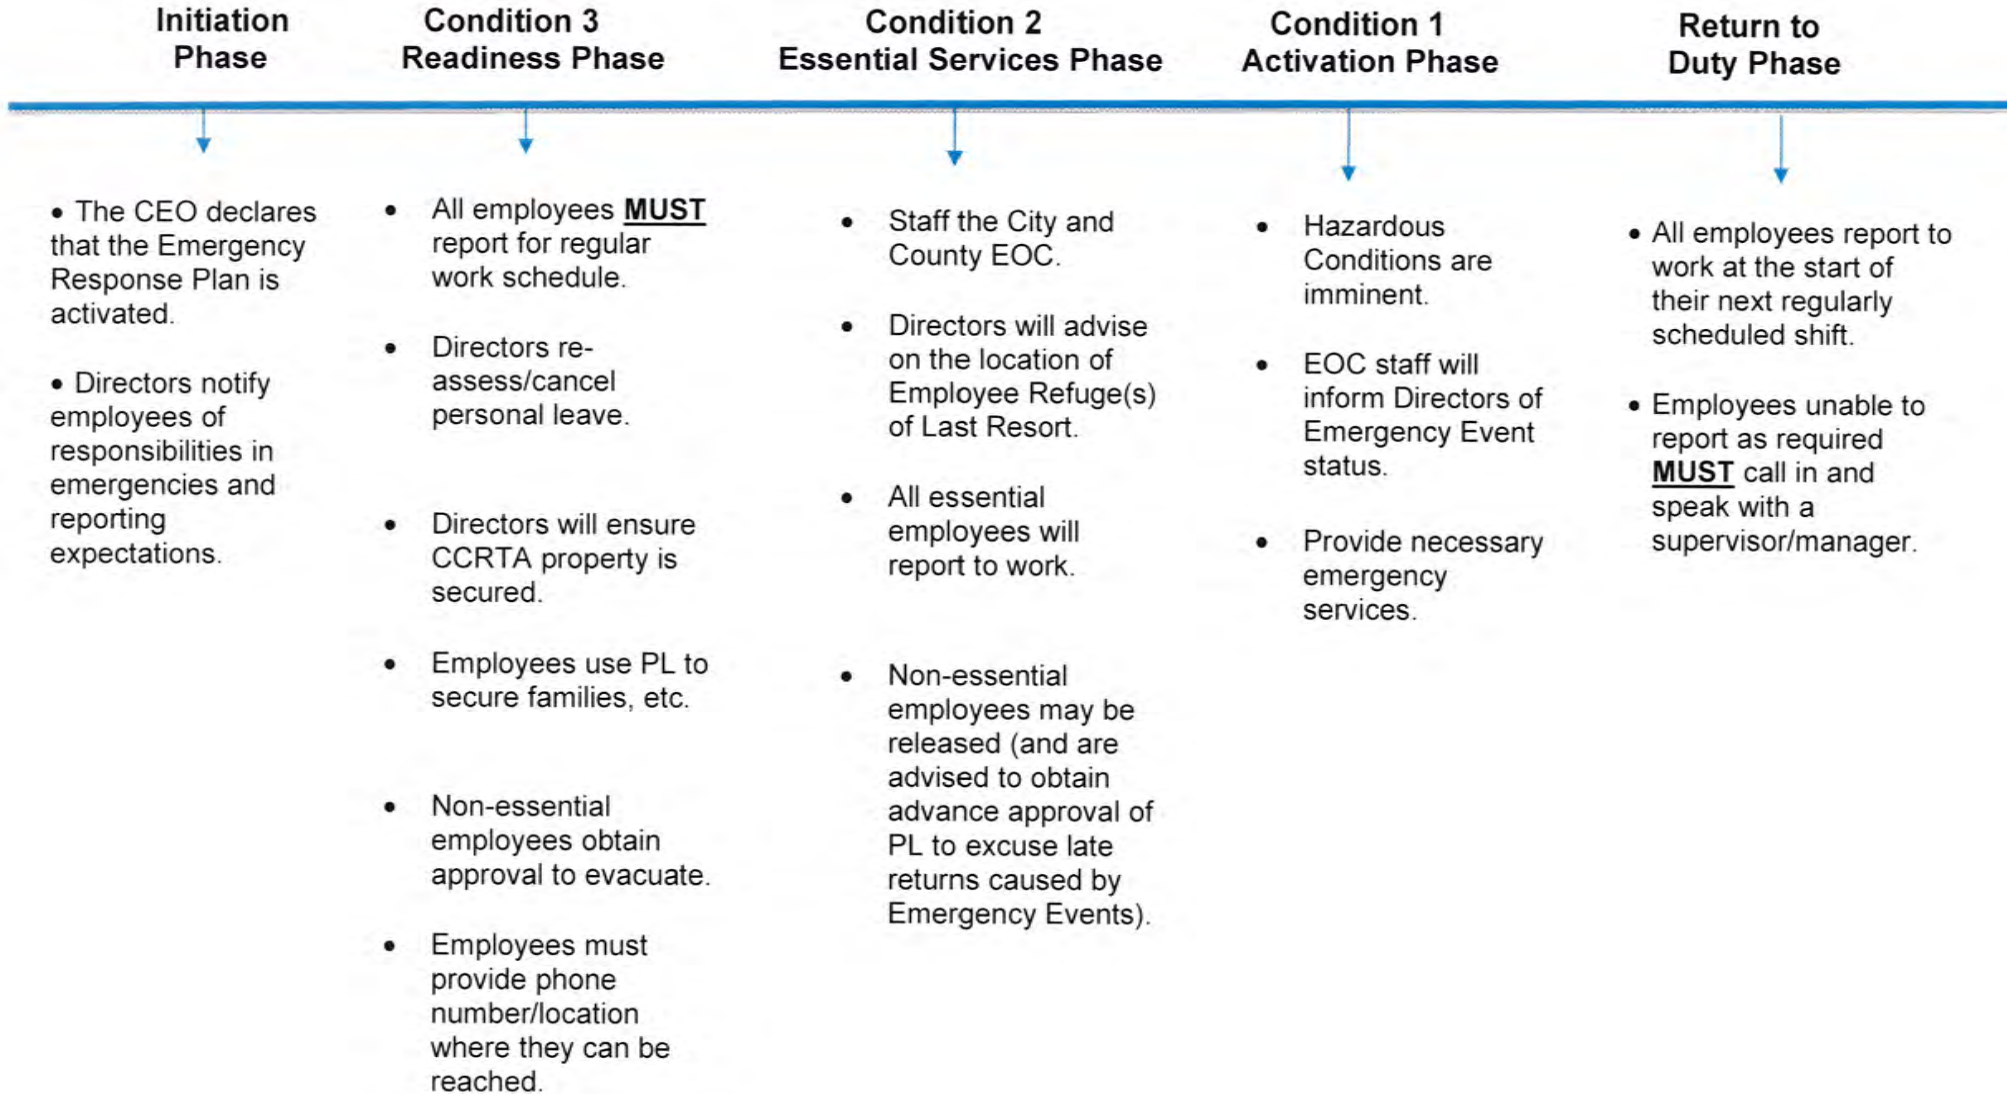 Initiation
Phase
• The CEO declares
that the Emergency
Response Plan is
activated.
• Directors notify
employees of
responsibilities in
emergencies and
reporting
expectations.
Condition 3
Readiness Phase
• All employees MUST
report for regular
work schedule.
• Directors re-
assess/cancel
personal leave.
• Directors will ensure
CCRTA property is
secured.
• Employees use PL to
secure families, etc.
• Non-essential
employees obtain
approval to evacuate.
• Employees must
provide phone
number/location
where they can be
reached.
Condition 2
Essential Services Phase
• Staff the City and
County EOC.
• Directors will advise
on the location of
Employee Refuge(s)
of Last Resort.
• All essential
employees will
report to work.
• Non-essential
employees may be
released (and are
advised to obtain
advance approval of
PL to excuse late
returns caused by
Emergency Events).
Condition 1
Activation Phase
• Hazardous
Conditions are
imminent.
• EOC staff will
inform Directors of
Emergency Event
status.
• Provide necessary
emergency
services.
Return to
Duty Phase
• All employees report to
work at the start of
their next regularly
scheduled shift.
• Employees unable to
report as required
MUST call in and
speak with a
supervisor/manager.